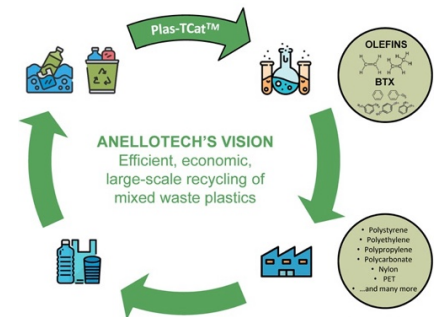 Plas-TCat™
OLEFINS
BTX
ANELLOTECH'S VISION
Efficient, economic,
large-scale recycling of
mixed waste plastics
• Polystyrene
• Polyethylene
• Polypropylene
• Polycarbonate
• Nylon
• PET
• ...and many more